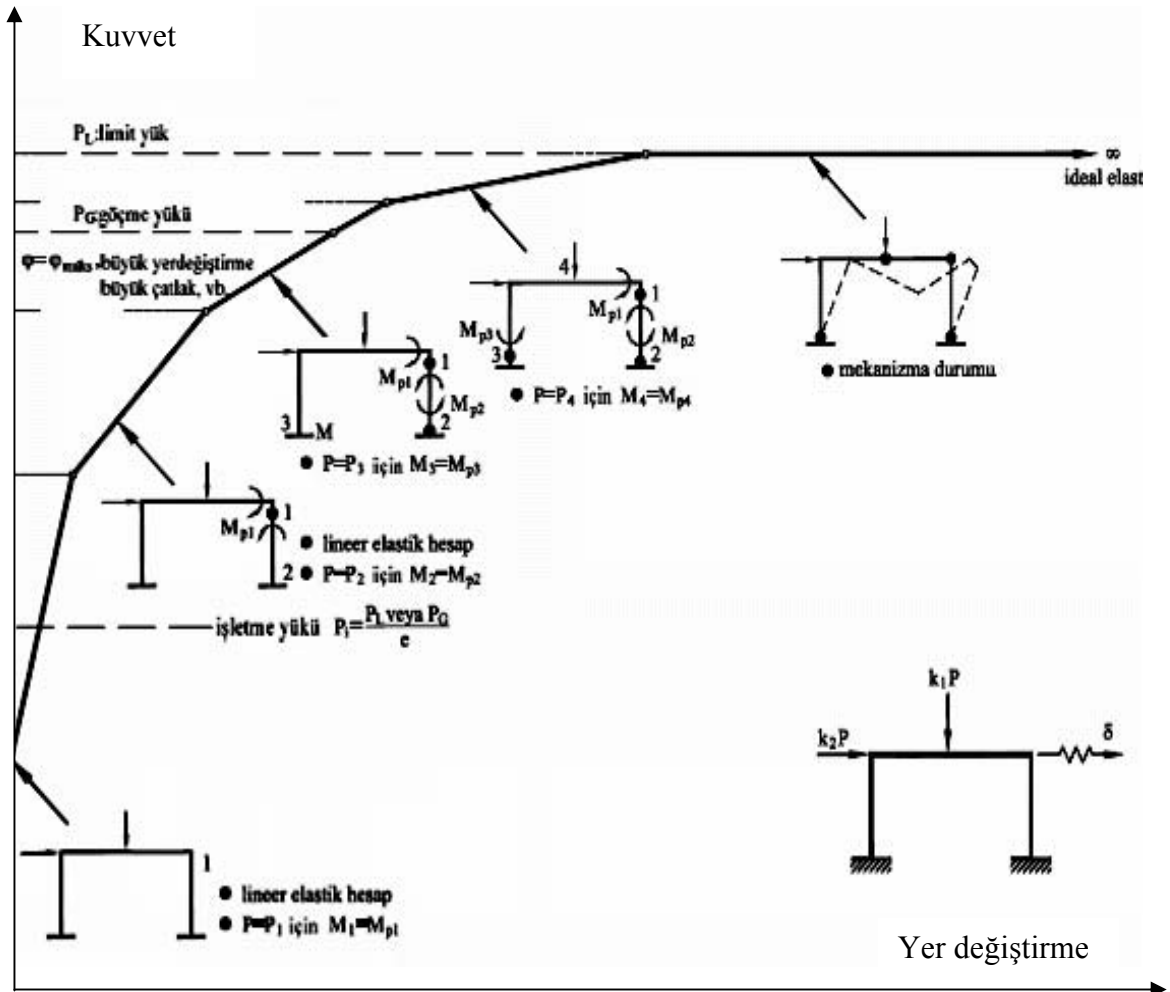 Kuvvet
P_L:limit yük
∞
ideal elast
P_G:göçme yükü
φ=φ_maks, büyük yerdeğiştirme
büyük çatlak, vb.
4
1
M_p1
M_p3
M_p2
3
2
P=P_4 için M_4=M_p4
mekanizma durumu
1
M_p1
M_p2
3
M
2
P=P_3 için M_3=M_p3
M_p1
1
lineer elastik hesap
2
P=P_2 için M_2=M_p2
işletme yükü P_i=P_L veya P_G
e
k_1P
k_2P
δ
1
lineer elastik hesap
P=P_1 için M_1=M_p1
Yer değiştirme